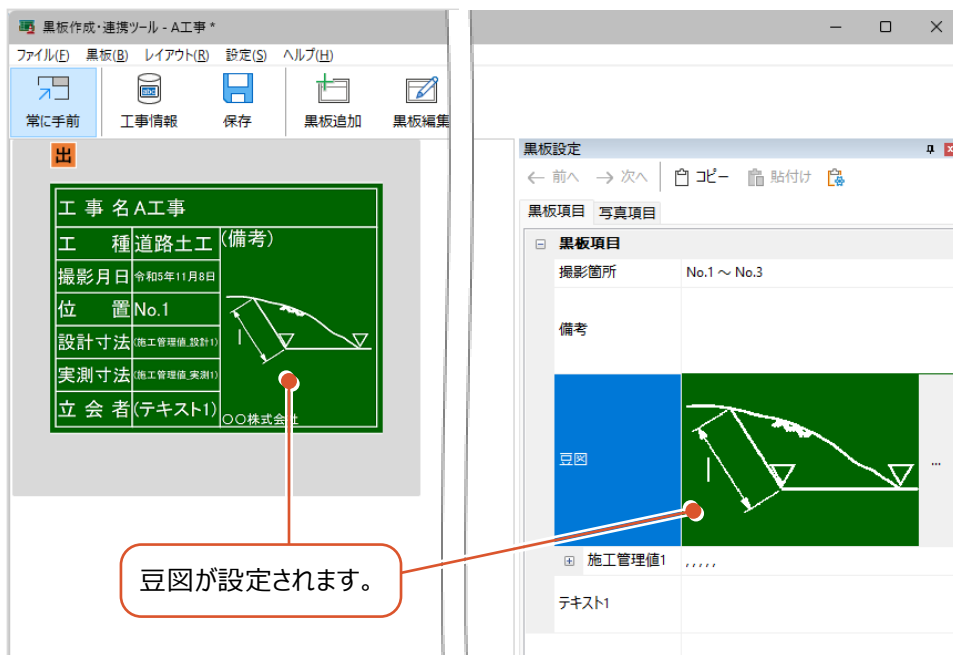 黒板作成・連携ツール - A工事 *
ファイル(F) 黒板(B) レイアウト(R) 設定(S) ヘルプ(H)
常に手前 工事情報 保存 黒板追加 黒板編集
出
工事名 A工事
工種 道路土工 (備考)
撮影月日 令和5年11月8日
位置 No.1
設計寸法 (施工管理値_設計1)
実測寸法 (施工管理値_実測1)
立会者 (テキスト1)
〇〇株式会社
豆図が設定されます。
黒板設定
← 前へ → 次へ コピー 貼付け
黒板項目 写真項目
黒板項目
撮影箇所 No.1 ～ No.3
備考
豆図 ...
施工管理値1 , , , , ,
テキスト1